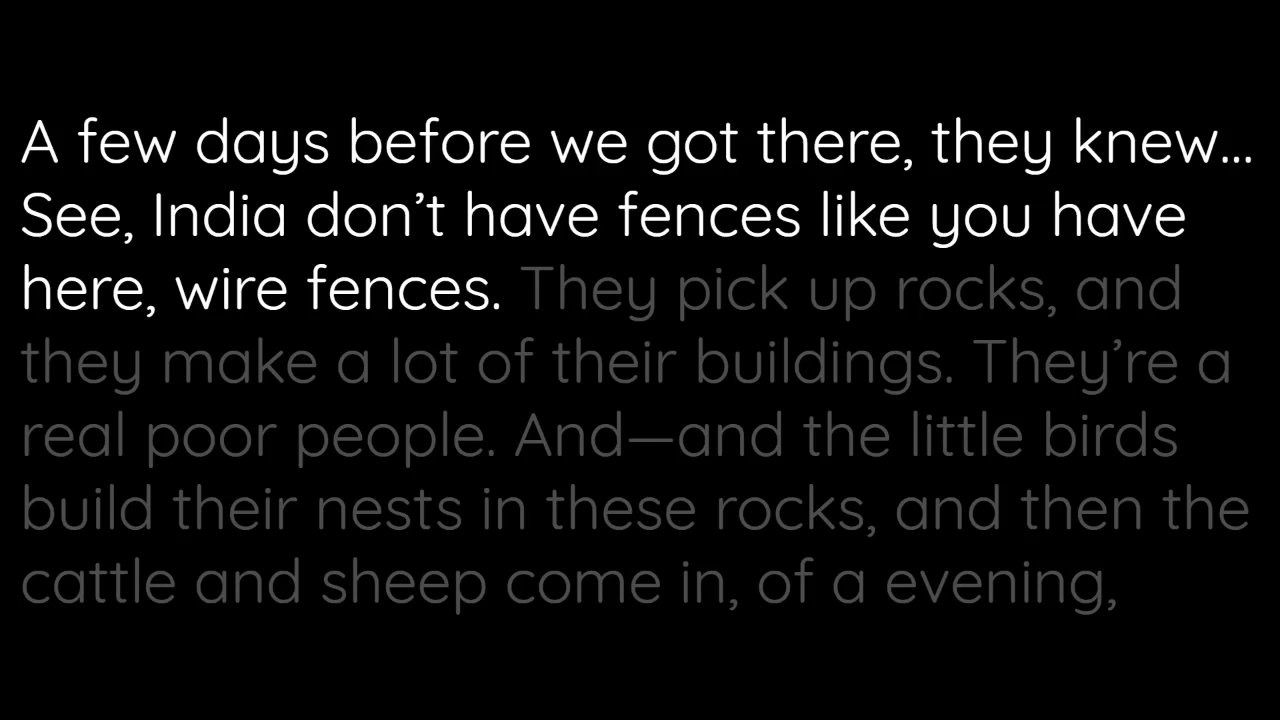 A few days before we got there, they knew...
See, India don’t have fences like you have
here, wire fences. They pick up rocks, and
they make a lot of their buildings. They’re a
real poor people. And—and the little birds
build their nests in these rocks, and then the
cattle and sheep come in, of a evening,